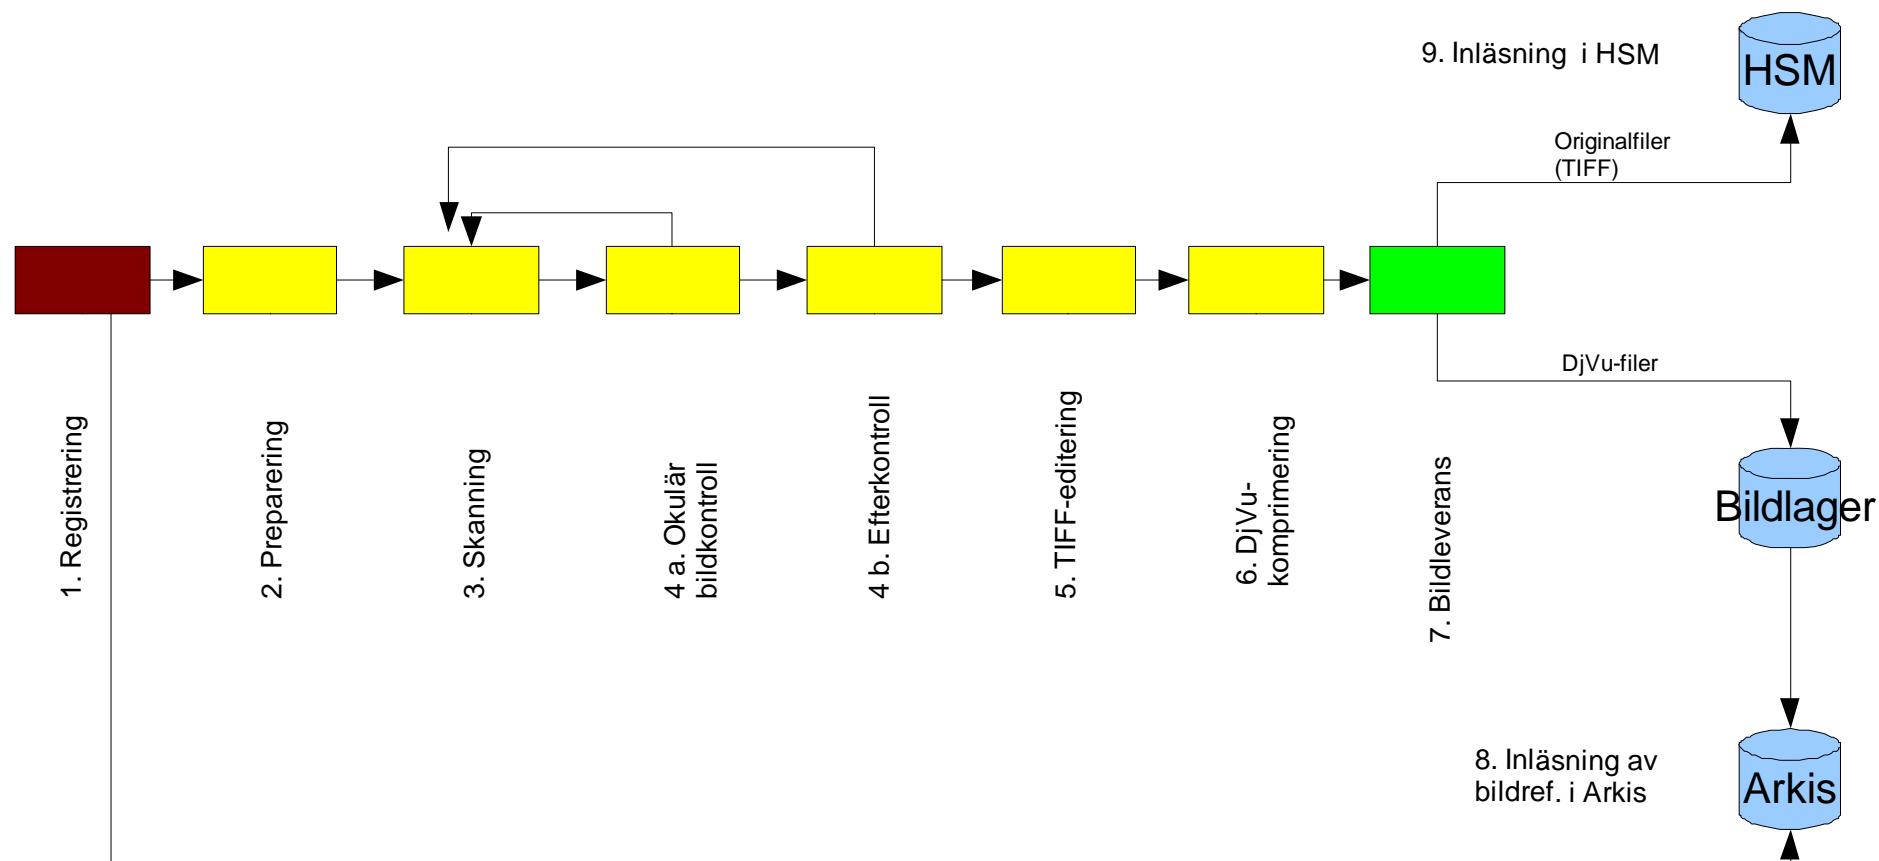 9. Inläsning i HSM
HSM
Originalfiler
(TIFF)
DjVu-filer
1. Registrering
2. Preparering
3. Skanning
4 a. Okulär
bildkontroll
4 b. Efterkontroll
5. TIFF-editering
6. DjVu-
komprimering
7. Bildleverans
Bildlager
8. Inläsning av
bildref. i Arkis
Arkis